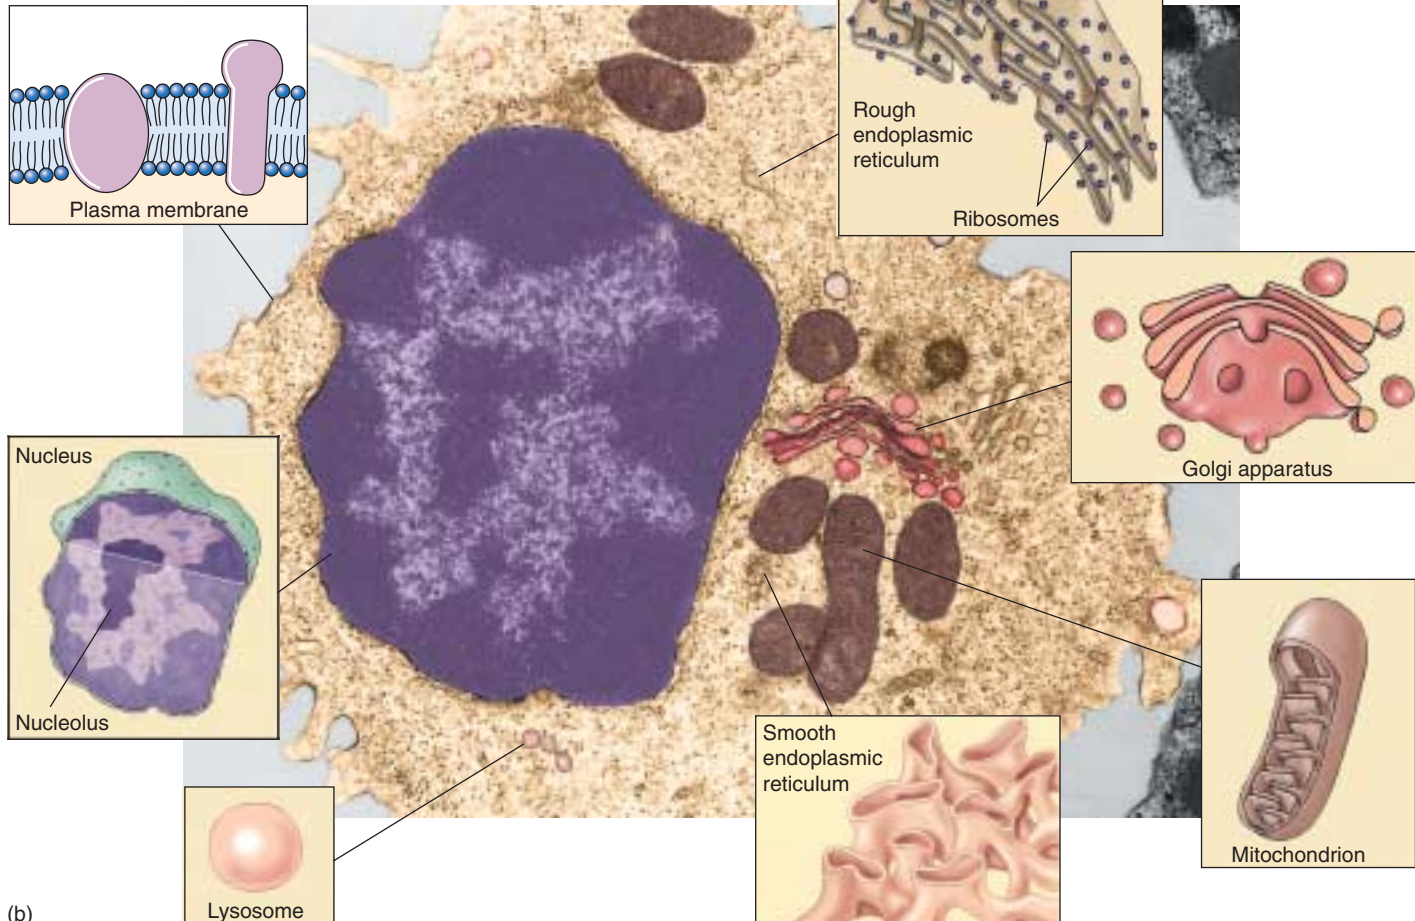 Plasma membrane
Rough
endoplasmic
reticulum
Ribosomes
Golgi apparatus
Nucleus
Nucleolus
Smooth
endoplasmic
reticulum
Mitochondrion
Lysosome
(b)